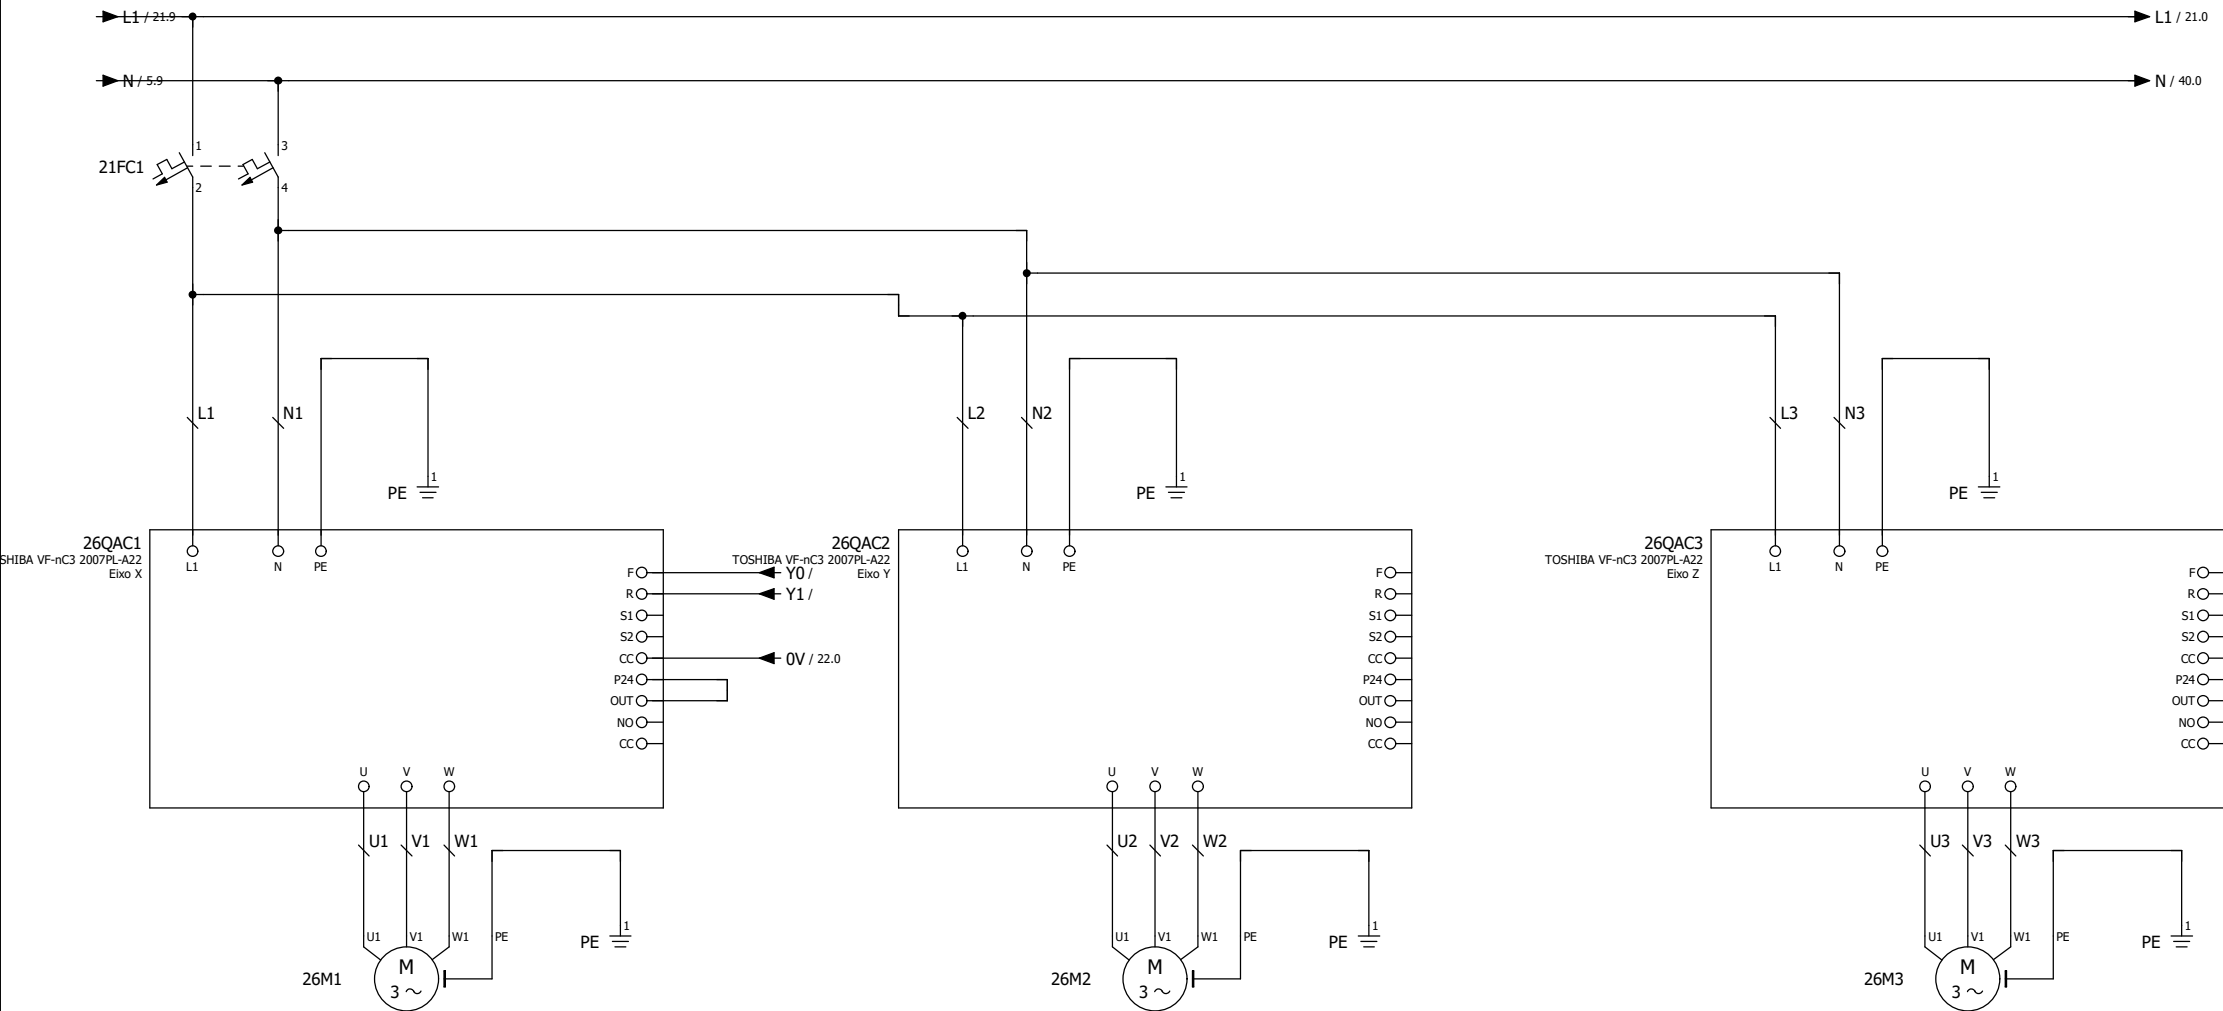 L1 / 21.9
L1 / 21.0
N / 5.9
N / 40.0
1
3
21FC1
2
4
L1
N1
L2
N2
L3
N3
1
1
1
PE
PE
PE
26QAC1
SHIBA VF-nC3 2007PL-A22
Eixo X
L1
N
PE
26QAC2
TOSHIBA VF-nC3 2007PL-A22
Eixo Y
L1
N
PE
26QAC3
TOSHIBA VF-nC3 2007PL-A22
Eixo Z
L1
N
PE
F
Y0 /
R
Y1 /
S1
S2
CC
0V / 22.0
P24
OUT
NO
CC
F
R
S1
S2
CC
P24
OUT
NO
CC
F
R
S1
S2
CC
P24
OUT
NO
CC
U
V
W
U
V
W
U
V
W
U1
V1
W1
U2
V2
W2
U3
V3
W3
U1
V1
W1
PE
PE
1
U1
V1
W1
PE
PE
1
U1
V1
W1
PE
PE
1
26M1
M
3 ~
26M2
M
3 ~
26M3
M
3 ~